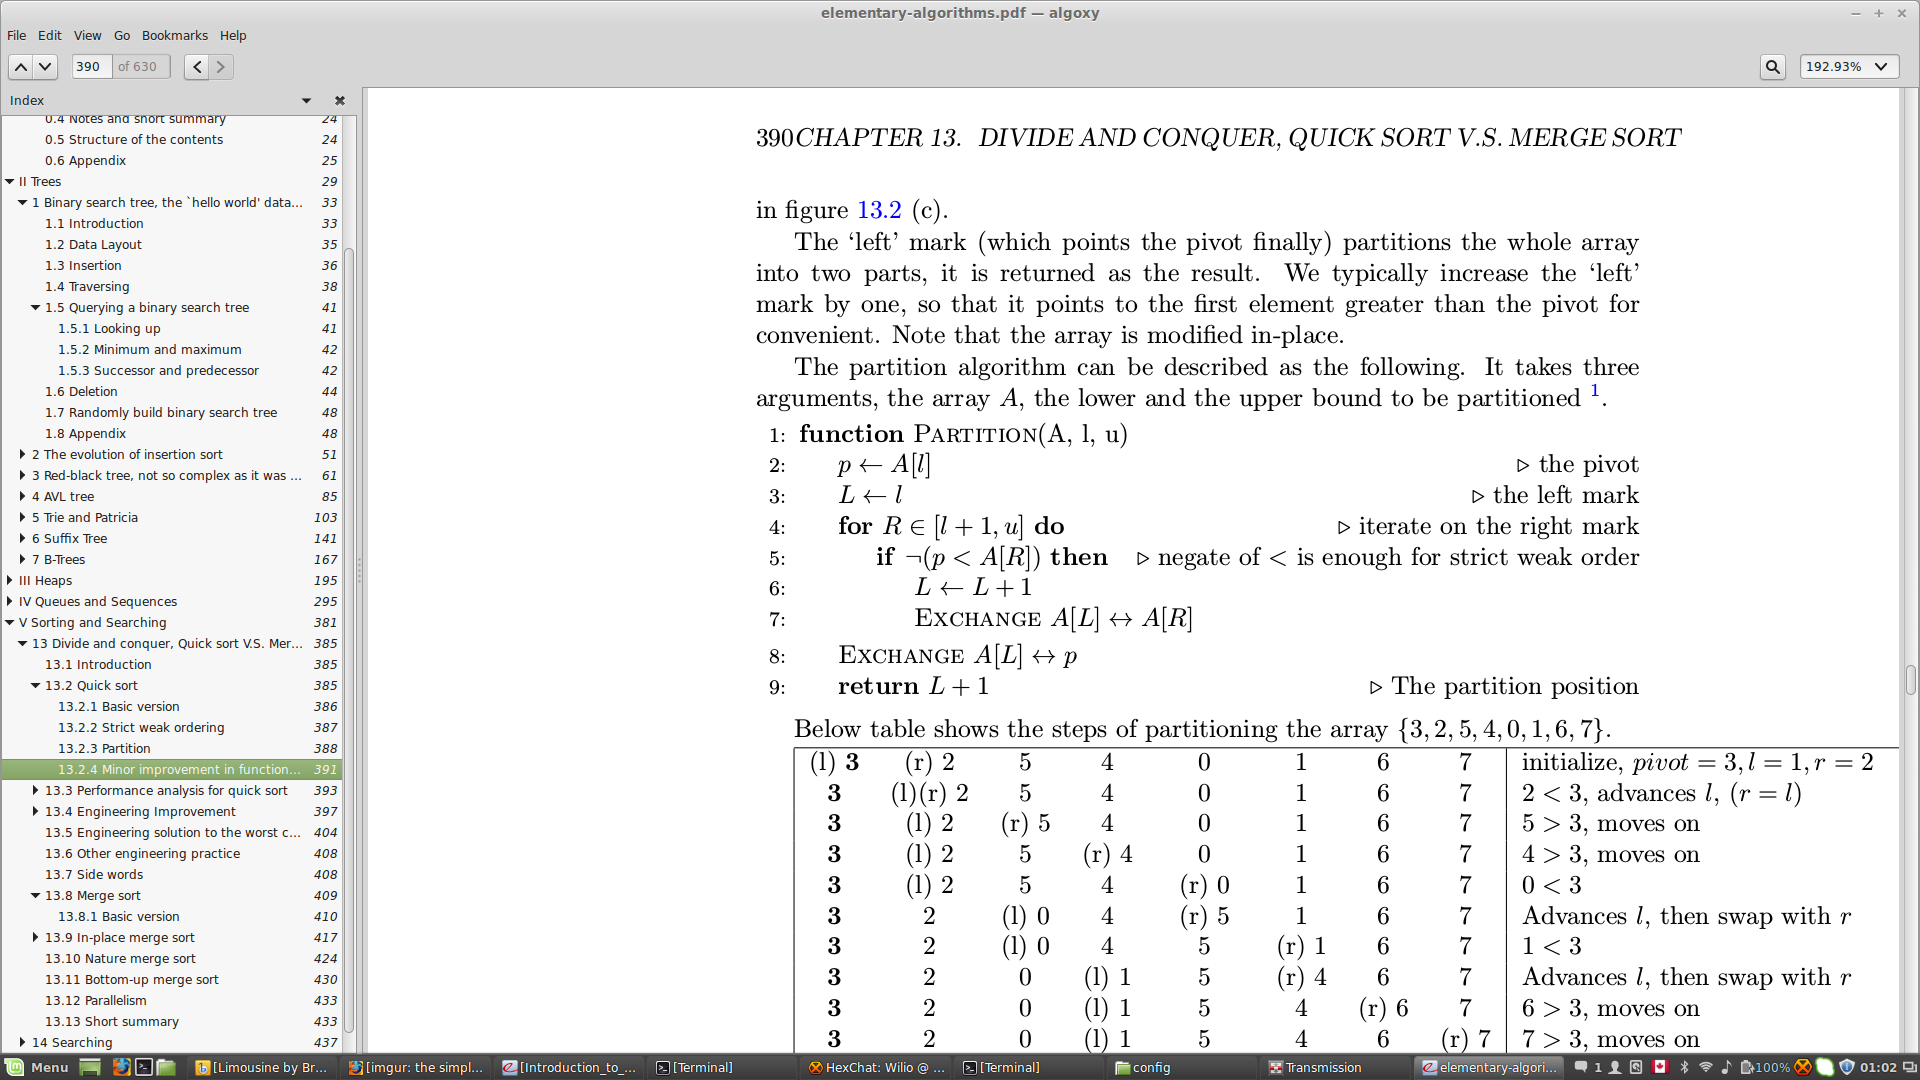 elementary-algorithms.pdf — algoxy
File Edit View Go Bookmarks Help
390 of 630
192.93%
Index
0.4 Notes and short summary 24
0.5 Structure of the contents 24
0.6 Appendix 25
II Trees 29
1 Binary search tree, the `hello world' data... 33
1.1 Introduction 33
1.2 Data Layout 35
1.3 Insertion 36
1.4 Traversing 38
1.5 Querying a binary search tree 41
1.5.1 Looking up 41
1.5.2 Minimum and maximum 42
1.5.3 Successor and predecessor 42
1.6 Deletion 44
1.7 Randomly build binary search tree 48
1.8 Appendix 48
2 The evolution of insertion sort 51
3 Red-black tree, not so complex as it was ... 61
4 AVL tree 85
5 Trie and Patricia 103
6 Suffix Tree 141
7 B-Trees 167
III Heaps 195
IV Queues and Sequences 295
V Sorting and Searching 381
13 Divide and conquer, Quick sort V.S. Mer... 385
13.1 Introduction 385
13.2 Quick sort 385
13.2.1 Basic version 386
13.2.2 Strict weak ordering 387
13.2.3 Partition 388
13.2.4 Minor improvement in function... 391
13.3 Performance analysis for quick sort 393
13.4 Engineering Improvement 397
13.5 Engineering solution to the worst c... 404
13.6 Other engineering practice 408
13.7 Side words 408
13.8 Merge sort 409
13.8.1 Basic version 410
13.9 In-place merge sort 417
13.10 Nature merge sort 424
13.11 Bottom-up merge sort 430
13.12 Parallelism 433
13.13 Short summary 433
14 Searching 437
390CHAPTER 13. DIVIDE AND CONQUER, QUICK SORT V.S. MERGE SORT
in figure 13.2 (c).
The ‘left’ mark (which points the pivot finally) partitions the whole array
into two parts, it is returned as the result. We typically increase the ‘left’
mark by one, so that it points to the first element greater than the pivot for
convenient. Note that the array is modified in-place.
The partition algorithm can be described as the following. It takes three
arguments, the array A, the lower and the upper bound to be partitioned 1.
1: function PARTITION(A, l, u)
2: p ← A[l] ▷ the pivot
3: L ← l ▷ the left mark
4: for R ∈ [l + 1, u] do ▷ iterate on the right mark
5: if ¬(p < A[R]) then ▷ negate of < is enough for strict weak order
6: L ← L + 1
7: EXCHANGE A[L] ↔ A[R]
8: EXCHANGE A[L] ↔ p
9: return L + 1 ▷ The partition position
Below table shows the steps of partitioning the array {3, 2, 5, 4, 0, 1, 6, 7}.
(l) 3 (r) 2 5 4 0 1 6 7 initialize, pivot = 3, l = 1, r = 2
3 (l)(r) 2 5 4 0 1 6 7 2 < 3, advances l, (r = l)
3 (l) 2 (r) 5 4 0 1 6 7 5 > 3, moves on
3 (l) 2 5 (r) 4 0 1 6 7 4 > 3, moves on
3 (l) 2 5 4 (r) 0 1 6 7 0 < 3
3 2 (l) 0 4 (r) 5 1 6 7 Advances l, then swap with r
3 2 (l) 0 4 5 (r) 1 6 7 1 < 3
3 2 0 (l) 1 5 (r) 4 6 7 Advances l, then swap with r
3 2 0 (l) 1 5 4 (r) 6 7 6 > 3, moves on
3 2 0 (l) 1 5 4 6 (r) 7 7 > 3, moves on
Menu [Limousine by Br... [imgur: the simpl... [Introduction_to_... [Terminal] HexChat: Wilio @ ... [Terminal] config Transmission elementary-algori... 1 100% 01:02